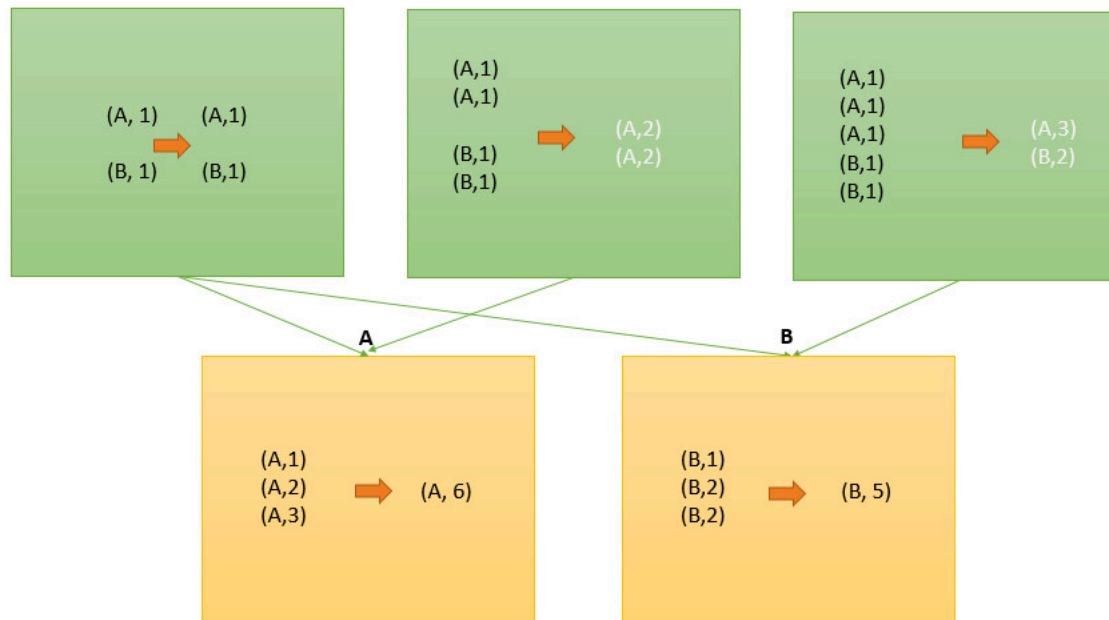 (A, 1)
(A,1)
(B, 1)
(B,1)
(A,1)
(A,1)
(B,1)
(B,1)
(A,2)
(A,2)
(A,1)
(A,1)
(A,1)
(B,1)
(B,1)
(A,3)
(B,2)
A
B
(A,1)
(A,2)
(A,3)
(A, 6)
(B,1)
(B,2)
(B,2)
(B, 5)